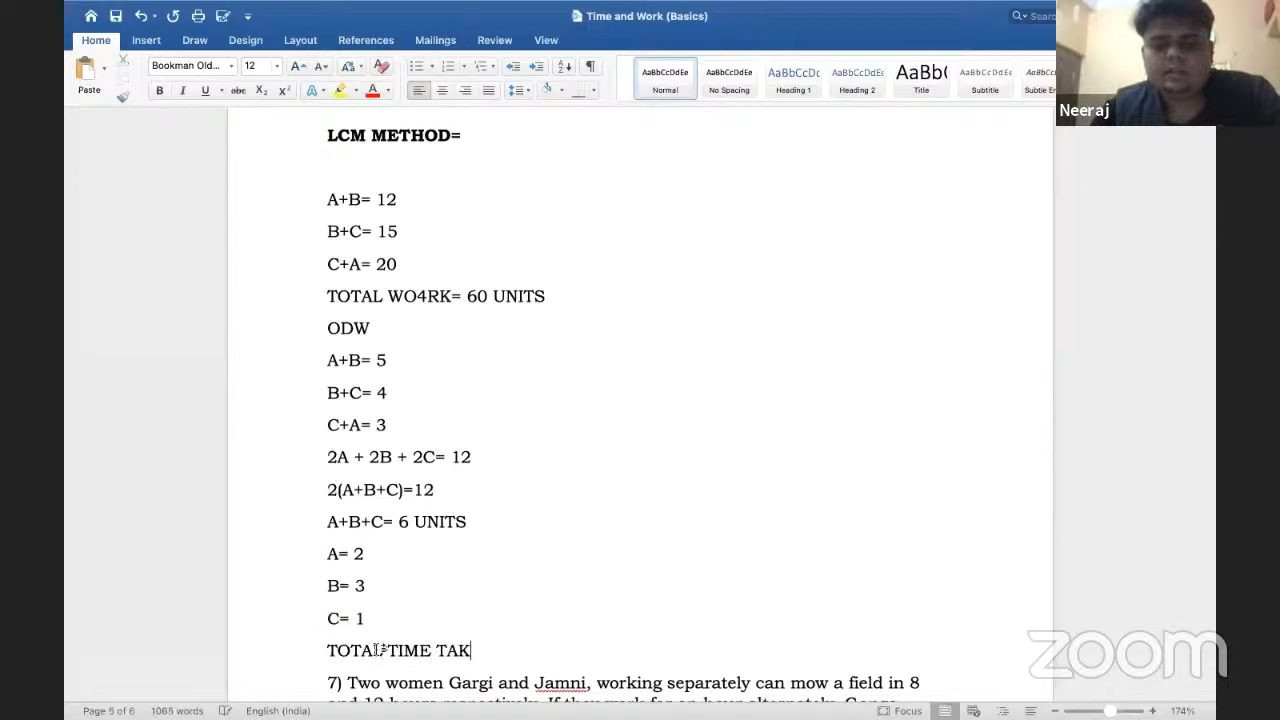 Time and Work (Basics)
Home Insert Draw Design Layout References Mailings Review View
Bookman Old... 12
Paste
AaBbCcDdEe AaBbCcDdEe AaBbCcDc AaBbCcDdEe AaBb( AaBbCcDdEe
Normal No Spacing Heading 1 Heading 2 Title Subtitle
Neeraj
LCM METHOD=
A+B= 12
B+C= 15
C+A= 20
TOTAL WO4RK= 60 UNITS
ODW
A+B= 5
B+C= 4
C+A= 3
2A + 2B + 2C= 12
2(A+B+C)=12
A+B+C= 6 UNITS
A= 2
B= 3
C= 1
TOTAL TIME TAK
7) Two women Gargi and Jamni, working separately can mow a field in 8
zoom
Page 5 of 6 1065 words English (India) Focus 174%